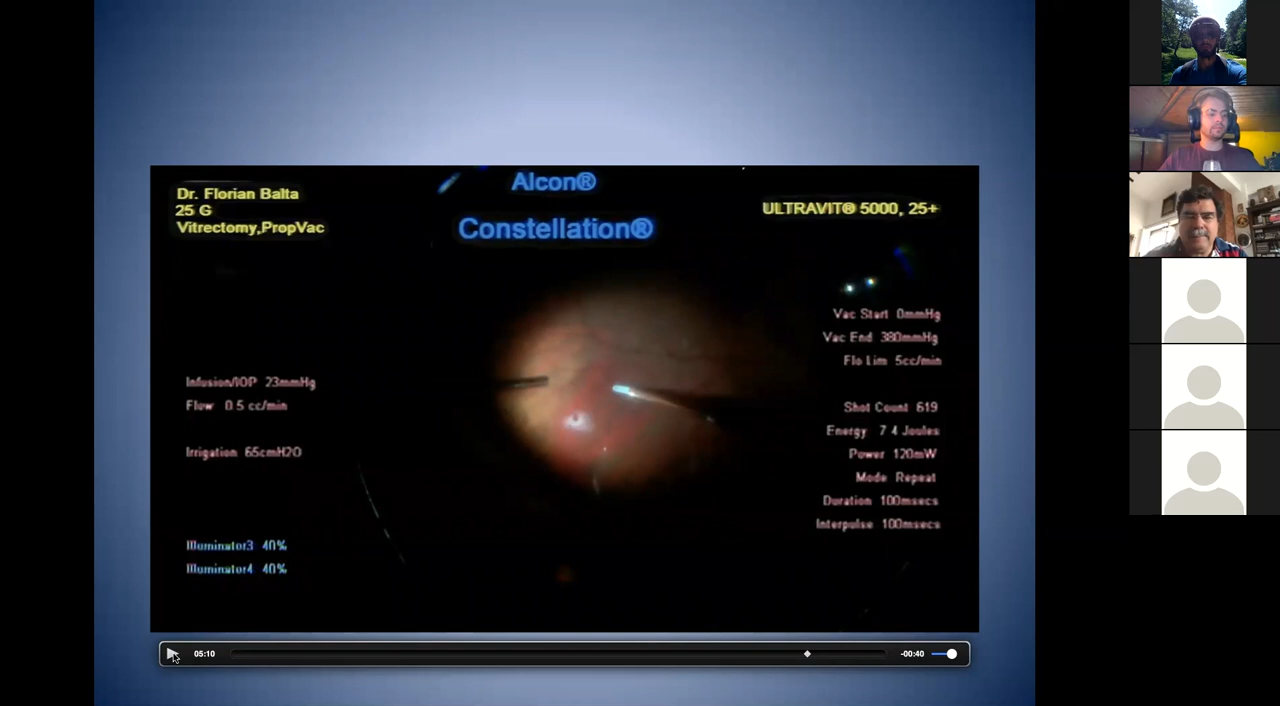 Dr. Florian Balta
25 G
Vitrectomy,PropVac
Alcon®
Constellation®
ULTRAVIT® 5000, 25+
Vac Start 0mmHg
Vac End 380mmHg
Flo Lim 5cc/min
Infusion/IOP 23mmHg
Flow 0.5 cc/min
Irrigation 65cmH2O
Shot Count 619
Energy 7.4 Joules
Power 120mW
Mode Repeat
Duration 100msecs
Interpulse 100msecs
Illuminator3 40%
Illuminator4 40%
05:10
-00:40